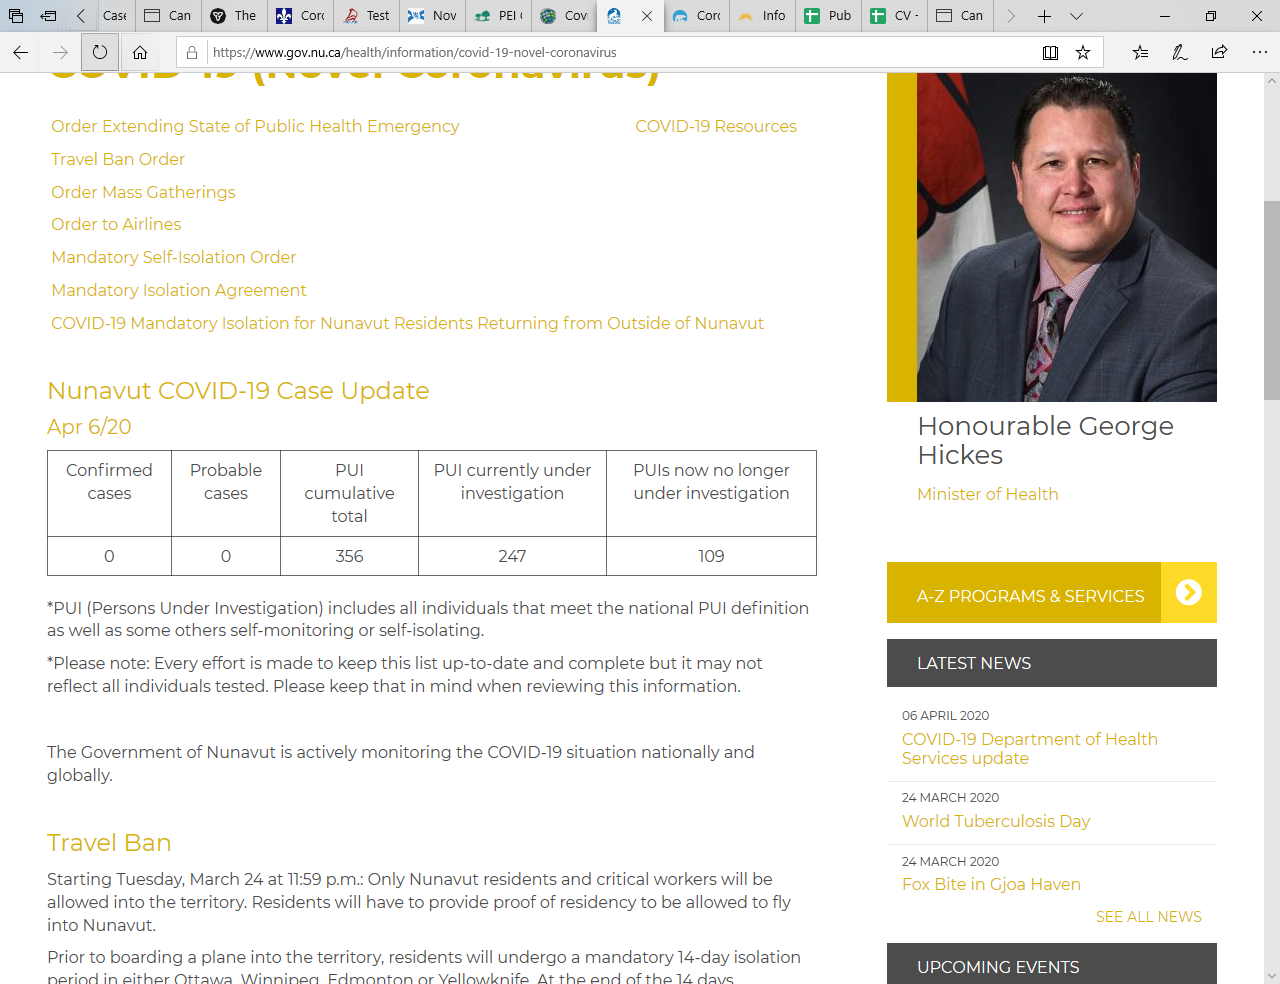 Case
Can
The
Cord
Test
Nov
PEI
Cov
Cord
Info
Pub
CV -
Can
https://www.gov.nu.ca/health/information/covid-19-novel-coronavirus
COVID-19 (Novel Coronavirus)
Order Extending State of Public Health Emergency
COVID-19 Resources
Travel Ban Order
Order Mass Gatherings
Order to Airlines
Mandatory Self-Isolation Order
Mandatory Isolation Agreement
COVID-19 Mandatory Isolation for Nunavut Residents Returning from Outside of Nunavut
Nunavut COVID-19 Case Update
Apr 6/20
Confirmed cases | Probable cases | PUI cumulative total | PUI currently under investigation | PUIs now no longer under investigation
0 | 0 | 356 | 247 | 109
*PUI (Persons Under Investigation) includes all individuals that meet the national PUI definition
as well as some others self-monitoring or self-isolating.
*Please note: Every effort is made to keep this list up-to-date and complete but it may not
reflect all individuals tested. Please keep that in mind when reviewing this information.
The Government of Nunavut is actively monitoring the COVID-19 situation nationally and
globally.
Travel Ban
Starting Tuesday, March 24 at 11:59 p.m.: Only Nunavut residents and critical workers will be
allowed into the territory. Residents will have to provide proof of residency to be allowed to fly
into Nunavut.
Prior to boarding a plane into the territory, residents will undergo a mandatory 14-day isolation
period in either Ottawa, Winnipeg, Edmonton or Yellowknife. At the end of the 14 days,
Honourable George
Hickes
Minister of Health
A-Z PROGRAMS & SERVICES
LATEST NEWS
06 APRIL 2020
COVID-19 Department of Health
Services update
24 MARCH 2020
World Tuberculosis Day
24 MARCH 2020
Fox Bite in Gjoa Haven
SEE ALL NEWS
UPCOMING EVENTS